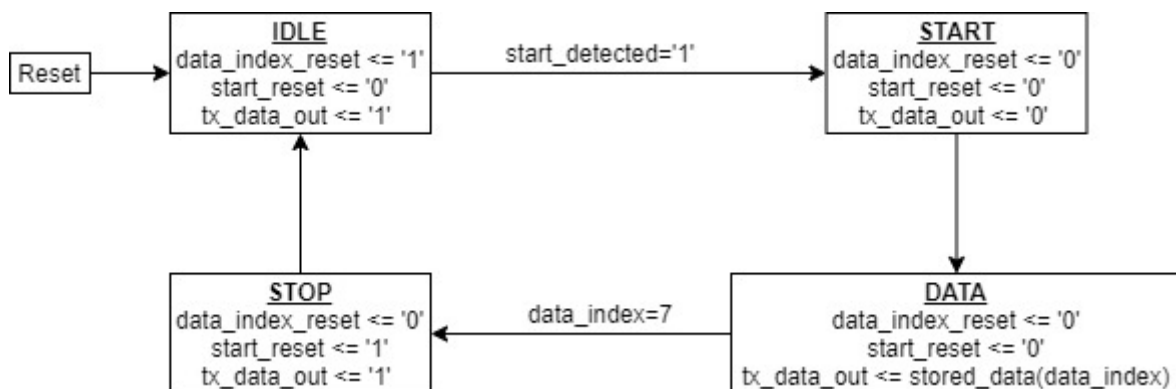 IDLE
data_index_reset <= '1'
start_reset <= '0'
tx_data_out <= '1'
Reset
start_detected='1'
START
data_index_reset <= '0'
start_reset <= '0'
tx_data_out <= '0'
STOP
data_index_reset <= '0'
start_reset <= '1'
tx_data_out <= '1'
data_index=7
DATA
data_index_reset <= '0'
start_reset <= '0'
tx_data_out <= stored_data(data_index)